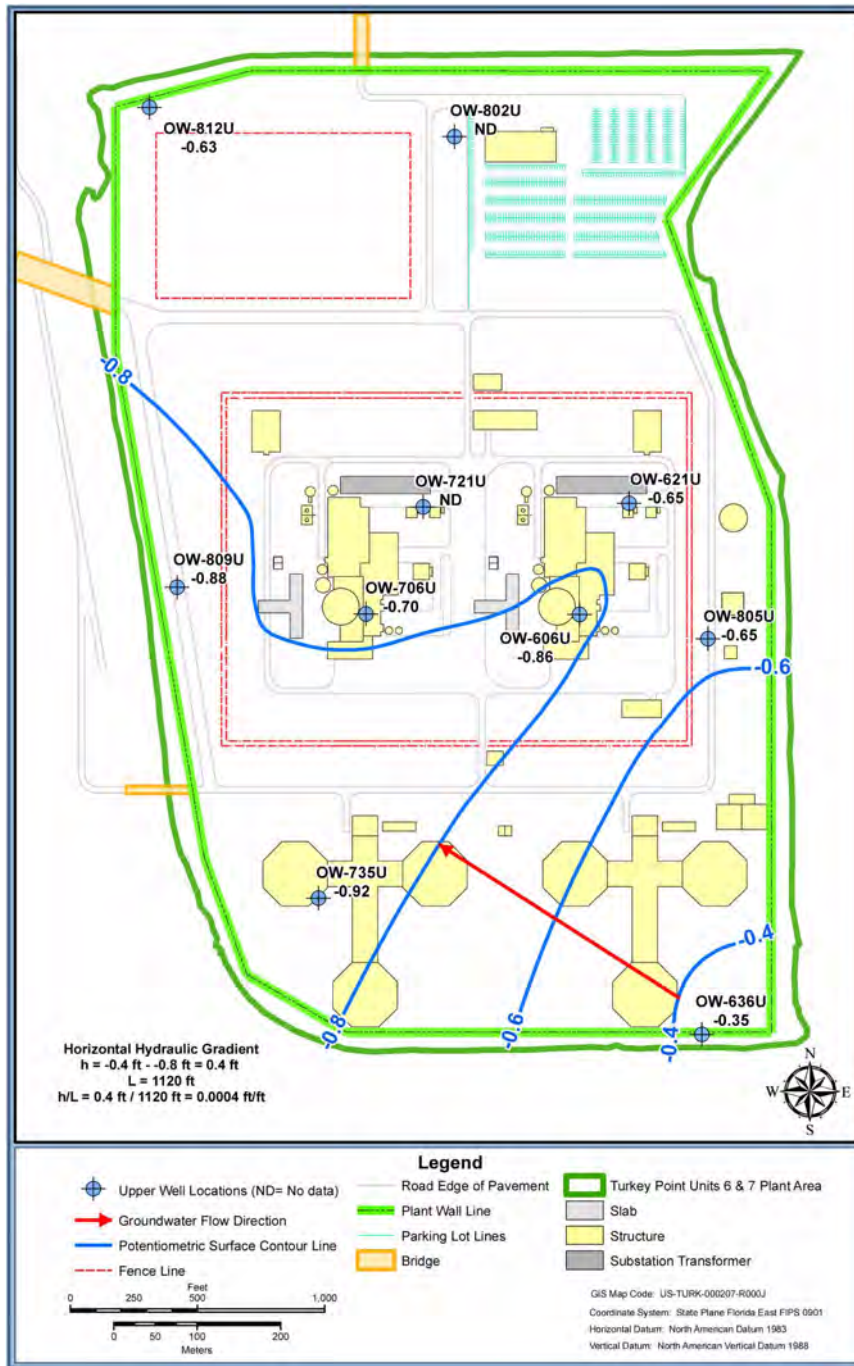 OW-812U
-0.63
OW-802U
ND
-0.8
OW-721U
ND
OW-621U
-0.65
OW-809U
-0.88
OW-706U
-0.70
OW-606U
-0.86
OW-805U
-0.65
-0.6
OW-735U
-0.92
-0.4
OW-636U
-0.35
-0.8
-0.6
-0.4
Horizontal Hydraulic Gradient
h = -0.4 ft - -0.8 ft = 0.4 ft
L = 1120 ft
h/L = 0.4 ft / 1120 ft = 0.0004 ft/ft
N
W
E
S
Legend
Upper Well Locations (ND= No data)
Groundwater Flow Direction
Potentiometric Surface Contour Line
Fence Line
Road Edge of Pavement
Plant Wall Line
Parking Lot Lines
Bridge
Turkey Point Units 6 & 7 Plant Area
Slab
Structure
Substation Transformer
Feet
0 250 500 1,000
0 50 100 200
Meters
GIS Map Code: US-TURK-000207-R000J
Coordinate System: State Plane Florida East FIPS 0901
Horizontal Datum: North American Datum 1983
Vertical Datum: North American Vertical Datum 1988